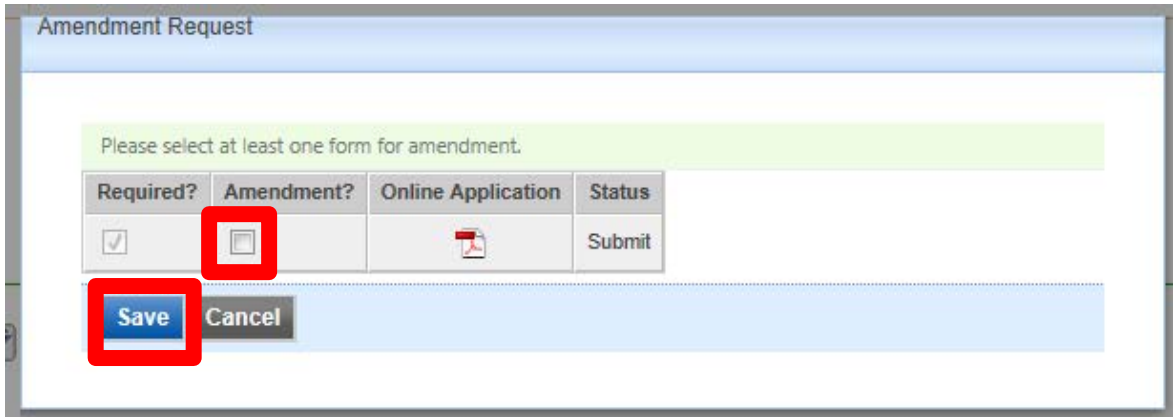 Amendment Request
Please select at least one form for amendment.
Required? Amendment? Online Application Status
Submit
Save Cancel